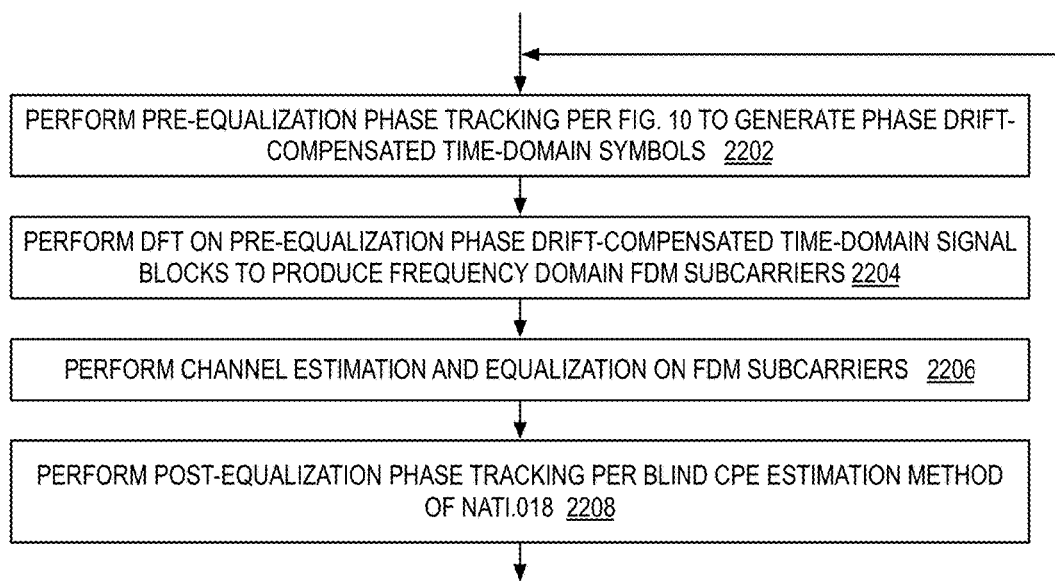 PERFORM PRE-EQUALIZATION PHASE TRACKING PER FIG. 10 TO GENERATE PHASE DRIFT-
COMPENSATED TIME-DOMAIN SYMBOLS 2202
PERFORM DFT ON PRE-EQUALIZATION PHASE DRIFT-COMPENSATED TIME-DOMAIN SIGNAL
BLOCKS TO PRODUCE FREQUENCY DOMAIN FDM SUBCARRIERS 2204
PERFORM CHANNEL ESTIMATION AND EQUALIZATION ON FDM SUBCARRIERS 2206
PERFORM POST-EQUALIZATION PHASE TRACKING PER BLIND CPE ESTIMATION METHOD
OF NATI.018 2208